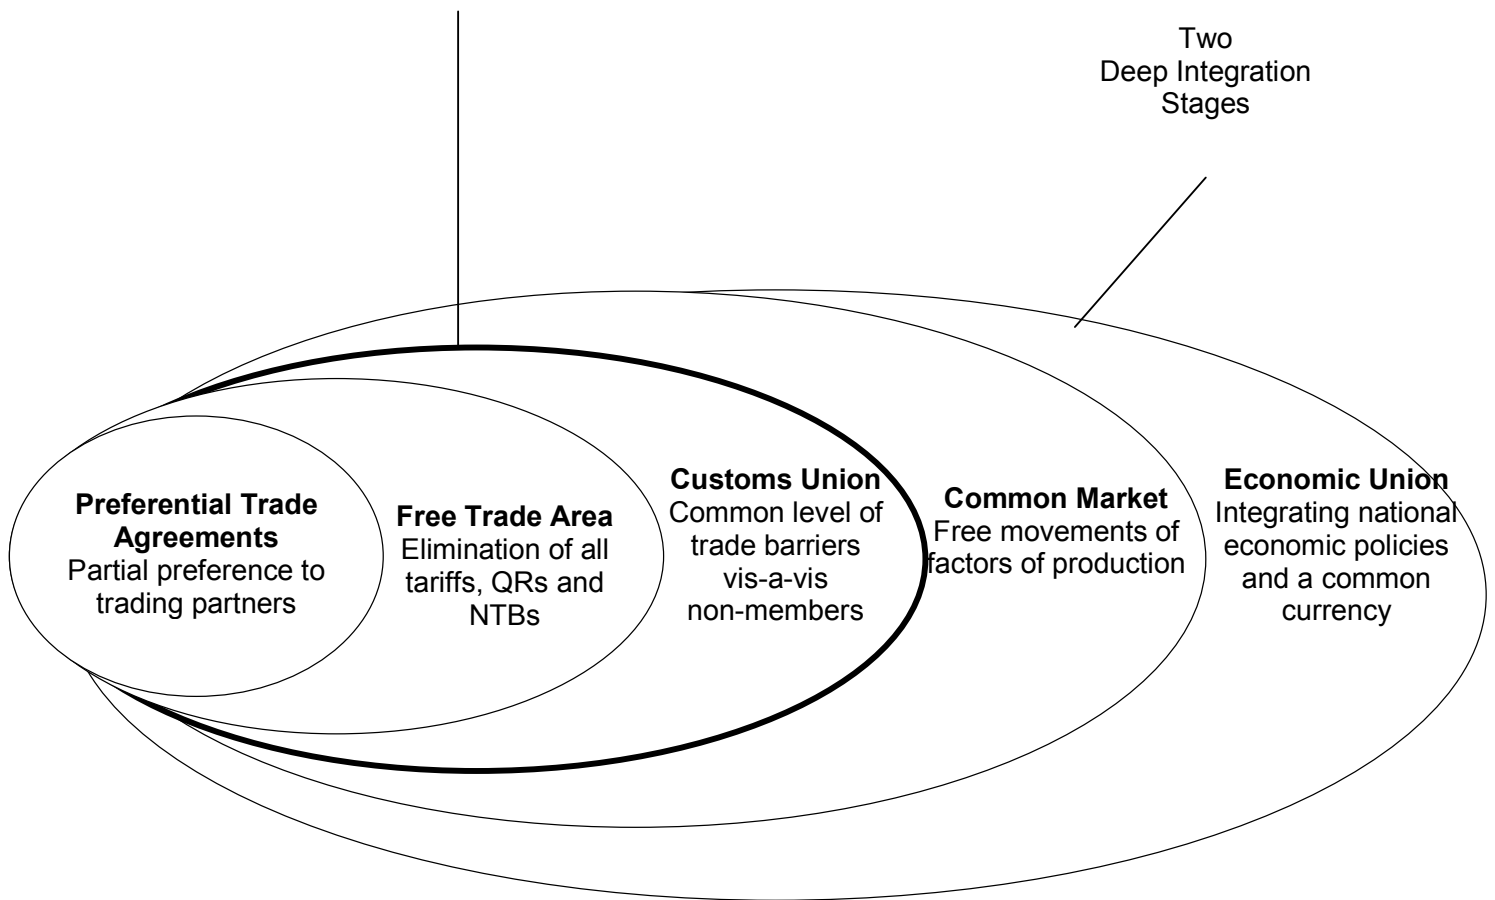 Two
Deep Integration
Stages
Preferential Trade
Agreements
Partial preference to
trading partners
Free Trade Area
Elimination of all
tariffs, QRs and
NTBs
Customs Union
Common level of
trade barriers
vis-a-vis
non-members
Common Market
Free movements of
factors of production
Economic Union
Integrating national
economic policies
and a common
currency